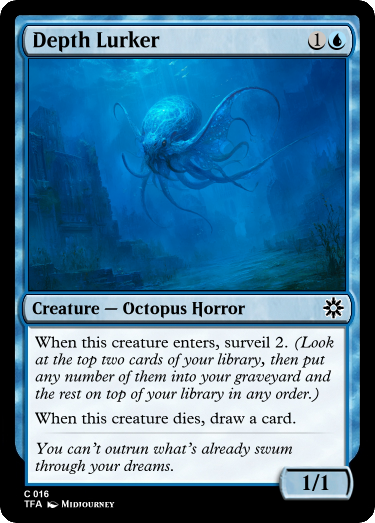 Depth Lurker 1
Creature — Octopus Horror
When this creature enters, surveil 2. (Look
at the top two cards of your library, then put
any number of them into your graveyard and
the rest on top of your library in any order.)
When this creature dies, draw a card.
You can't outrun what's already swum
through your dreams.
1/1
C 016
TFA Midjourney